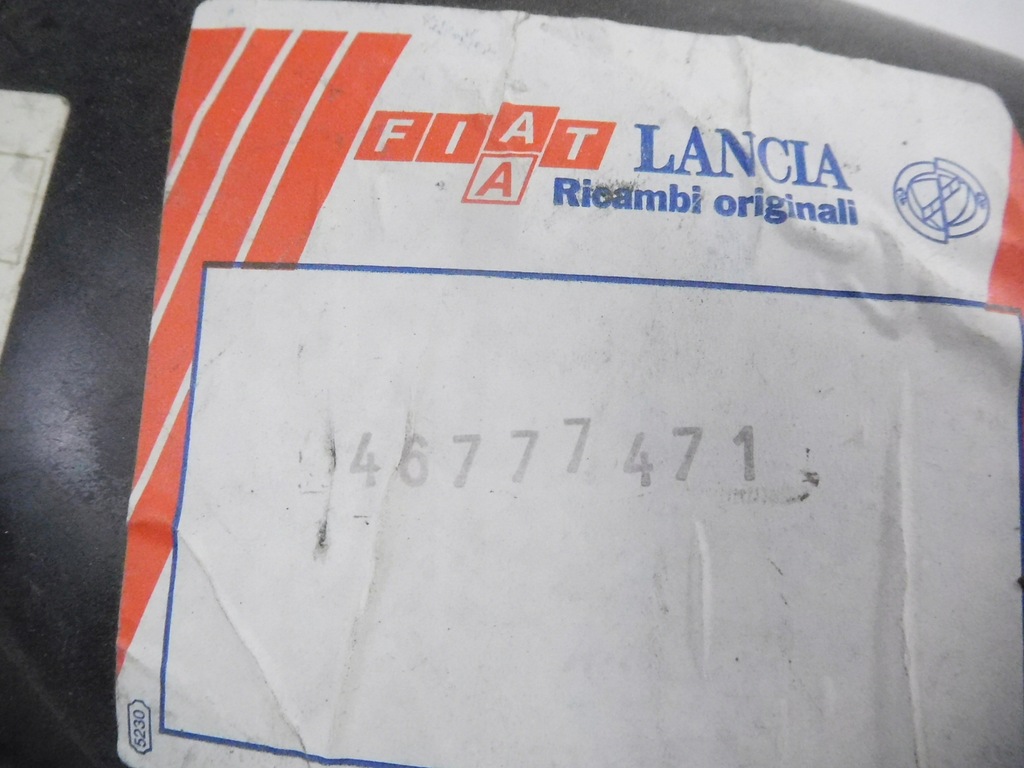 FIAT LANCIA
A
Ricambi originali
46777471
5230